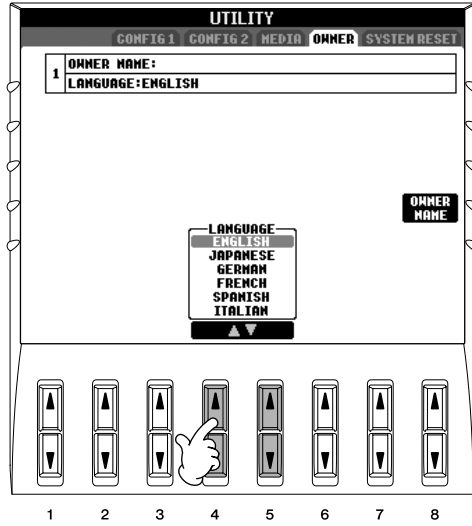 UTILITY
CONFIG 1 CONFIG 2 MEDIA OWNER SYSTEM RESET
1
OWNER NAME:
LANGUAGE:ENGLISH
OWNER
NAME
LANGUAGE
ENGLISH
JAPANESE
GERMAN
FRENCH
SPANISH
ITALIAN
1 2 3 4 5 6 7 8